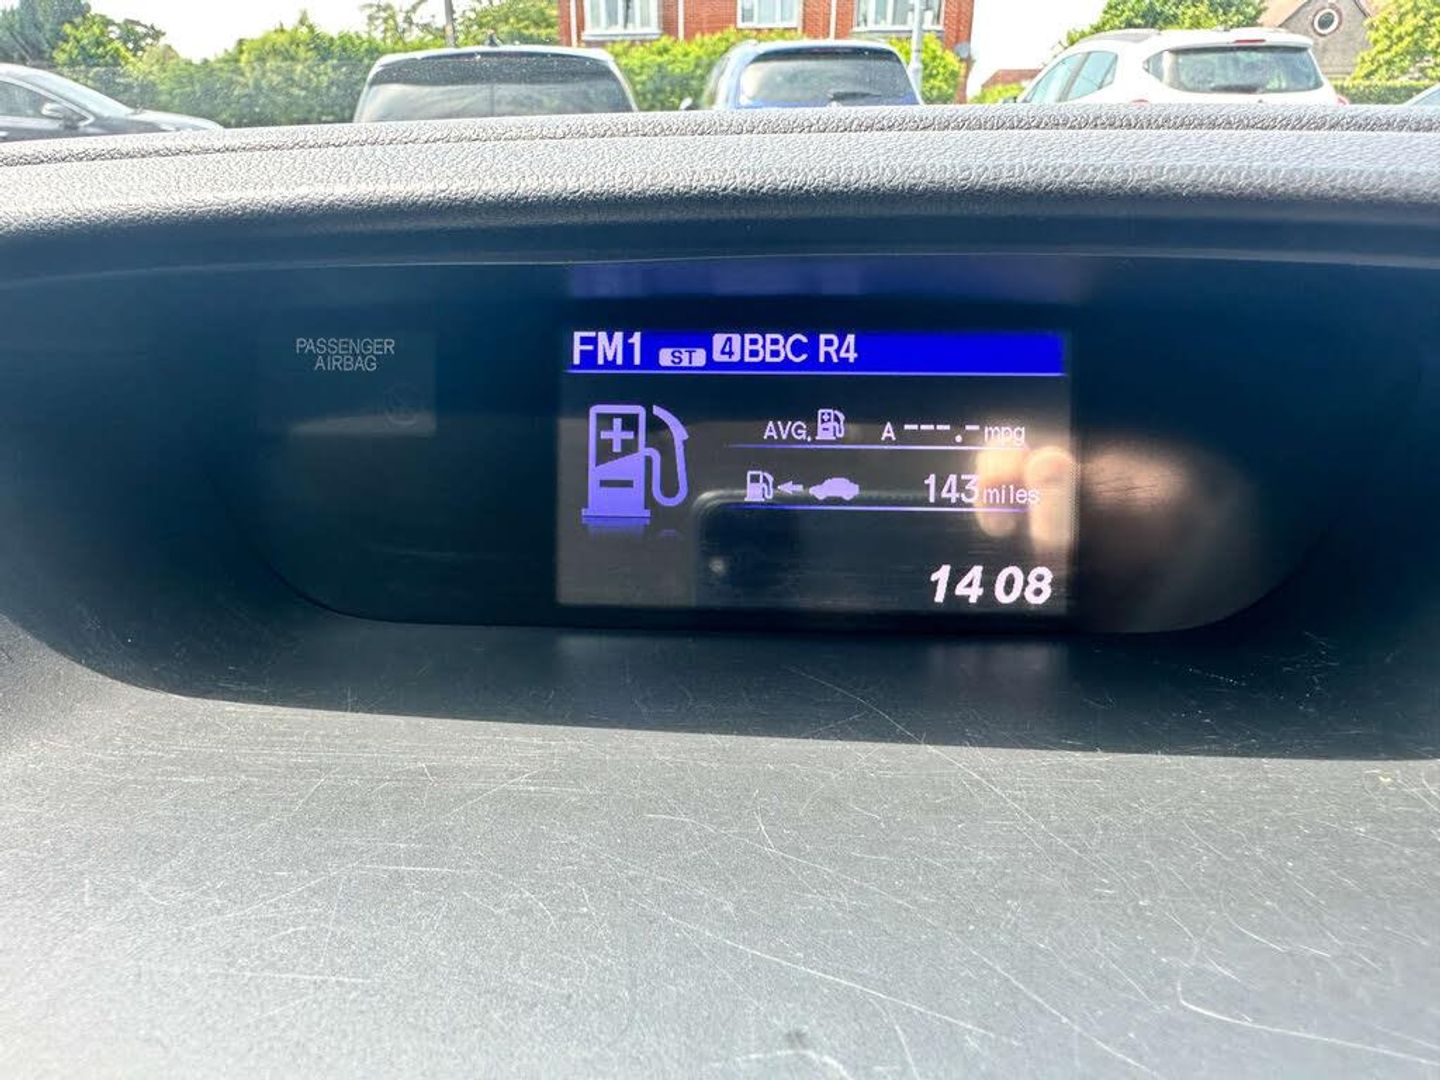 FM1 ST 4 BBC R4
PASSENGER
AIRBAG
AVG. A ---.- mpg
143 miles
14 08